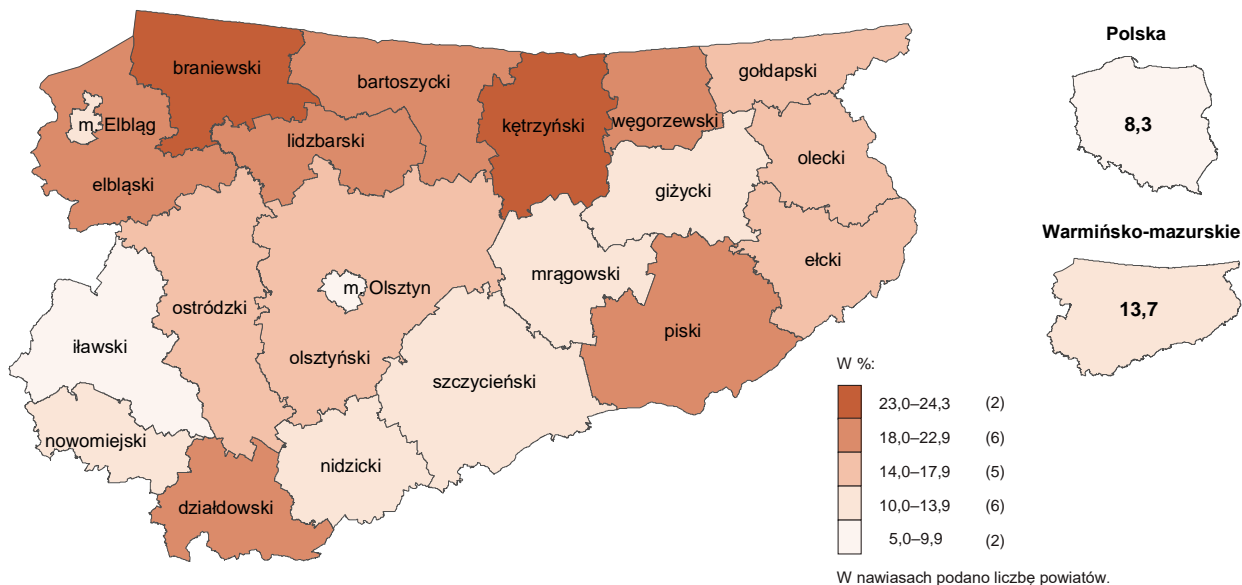 Polska
8,3
Warmińsko-mazurskie
13,7
braniewski
bartoszycki
gołdapski
m. Elbląg
kętrzyński
węgorzewski
lidzbarski
olecki
elbląski
giżycki
ełcki
mrągowski
m. Olsztyn
ostródzki
piski
iławski
olsztyński
szczycieński
nowomiejski
nidzicki
działdowski
W %:
23,0–24,3 (2)
18,0–22,9 (6)
14,0–17,9 (5)
10,0–13,9 (6)
5,0–9,9 (2)
W nawiasach podano liczbę powiatów.